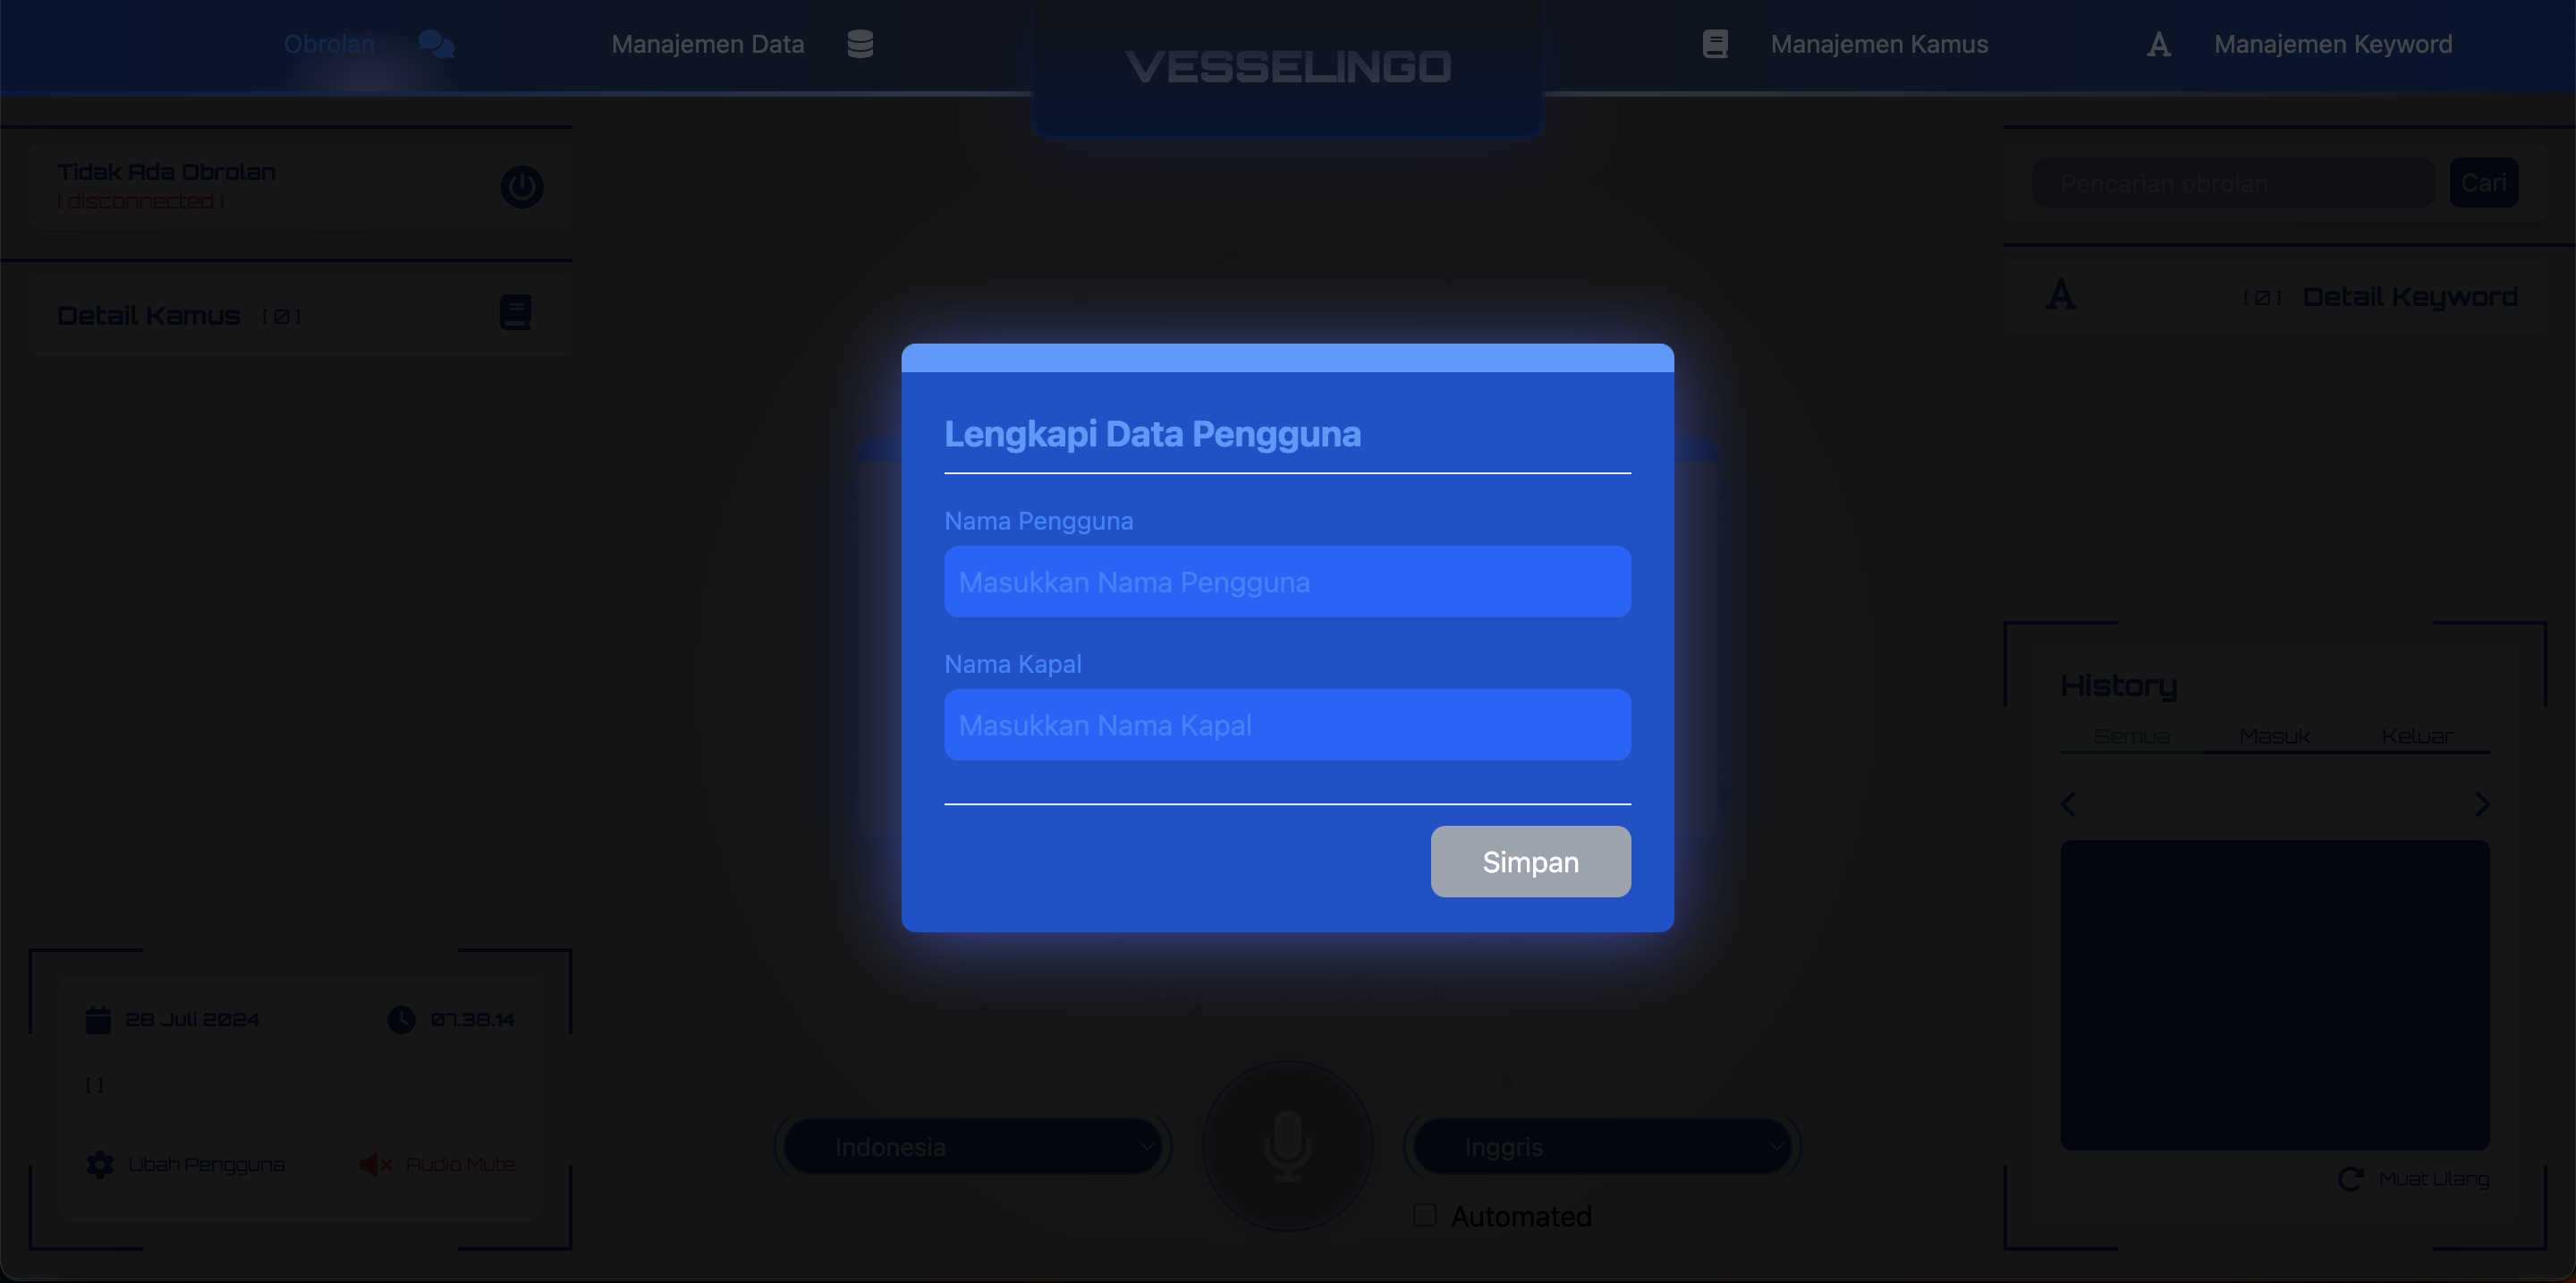 Obrolan
Manajemen Data
VESSELINGO
Manajemen Kamus
Manajemen Keyword
Tidak Ada Obrolan
[ disconnected ]
Pencarian obrolan
Cari
Detail Kamus [ 0 ]
[ 0 ] Detail Keyword
Lengkapi Data Pengguna
Nama Pengguna
Masukkan Nama Pengguna
Nama Kapal
Masukkan Nama Kapal
Simpan
History
Semua Masuk Keluar
28 Juli 2024 07.38.14
[ ]
Ubah Pengguna Audio Mute
Indonesia
Inggris
Automated
Muat Ulang